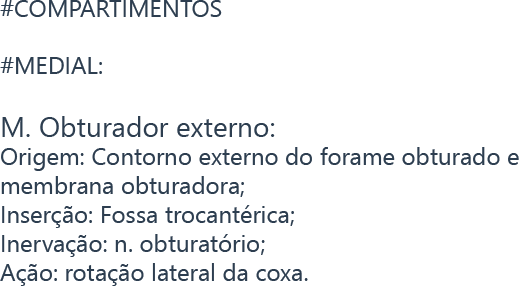 #COMPARTIMENTOS
#MEDIAL:
M. Obturador externo:
Origem: Contorno externo do forame obturado e
membrana obturadora;
Inserção: Fossa trocantérica;
Inervação: n. obturatório;
Ação: rotação lateral da coxa.